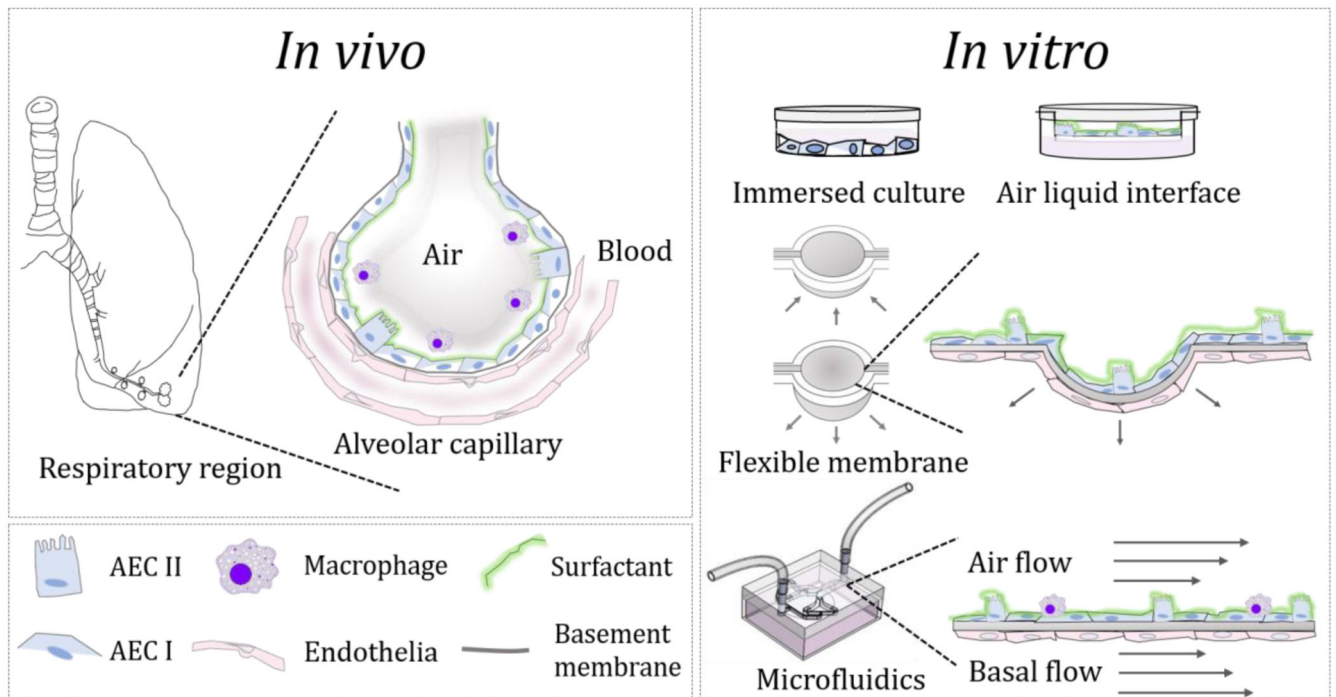 In vivo
Air
Blood
Alveolar capillary
Respiratory region
AEC II
Macrophage
Surfactant
AEC I
Endothelia
Basement
membrane
In vitro
Immersed culture
Air liquid interface
Flexible membrane
Air flow
Basal flow
Microfluidics